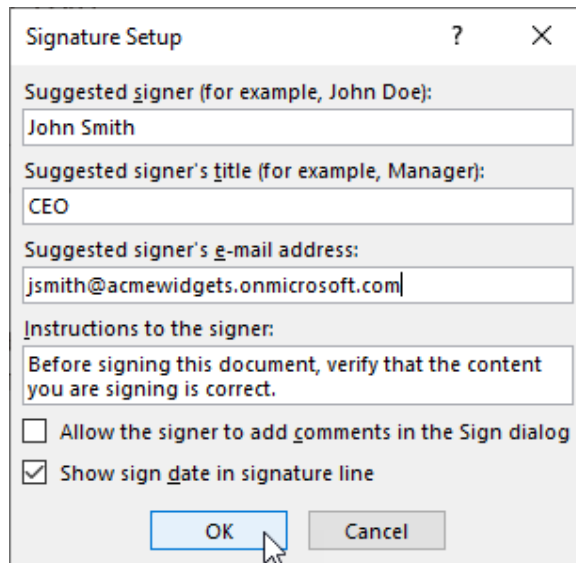 Signature Setup ?
Suggested signer (for example, John Doe):
John Smith
Suggested signer's title (for example, Manager):
CEO
Suggested signer's e-mail address:
jsmith@acmewidgets.onmicrosoft.com
Instructions to the signer:
Before signing this document, verify that the content
you are signing is correct.
Allow the signer to add comments in the Sign dialog
Show sign date in signature line
OK Cancel